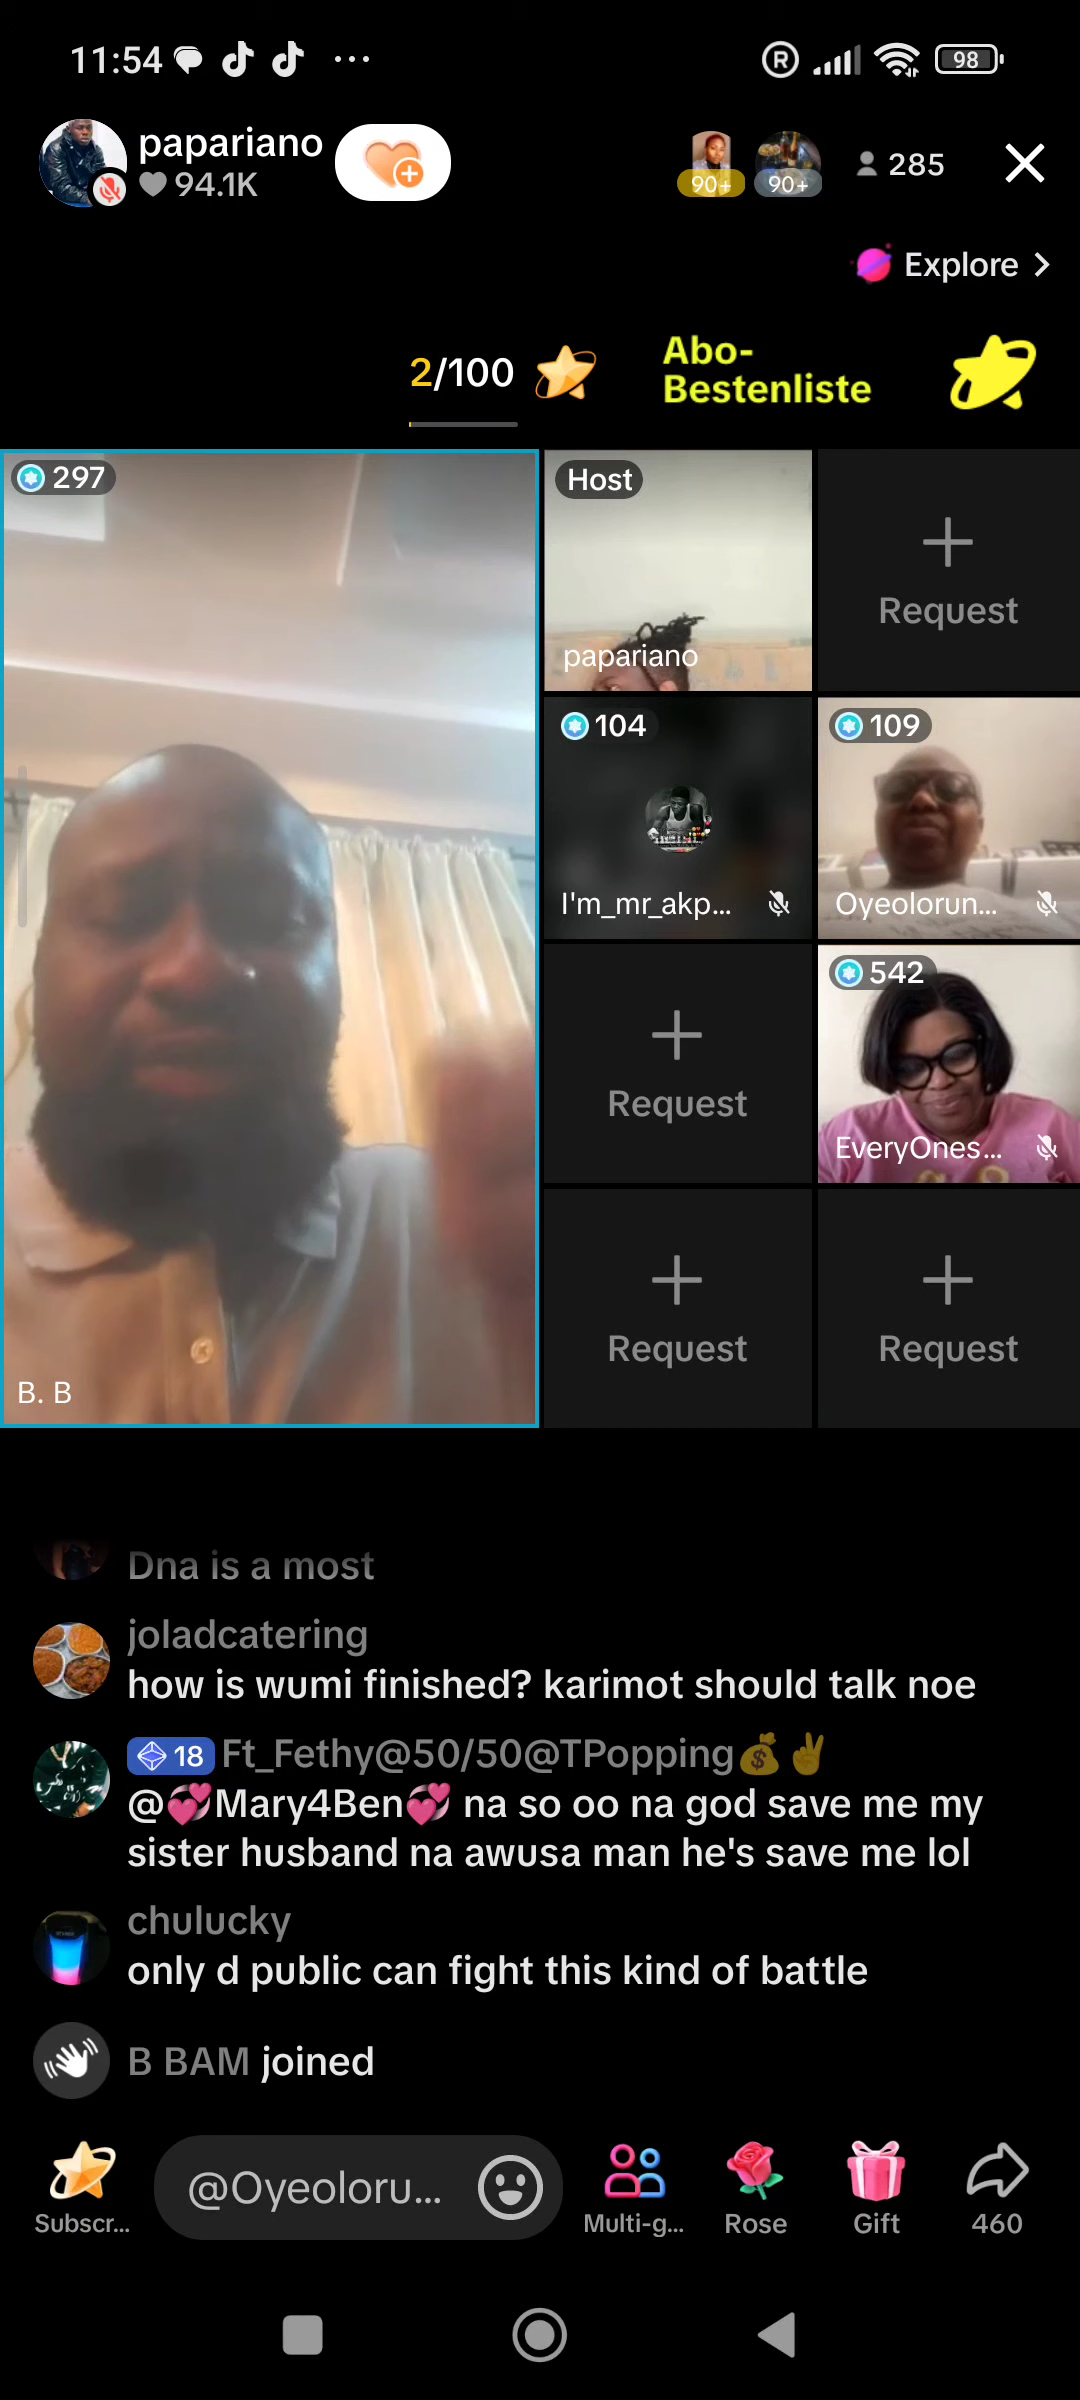 11:54 ... R 98
papariano
94.1K
90+ 90+ 285
Explore >
2/100
Abo-
Bestenliste
297
Host
papariano
Request
104
I'm_mr_akp...
109
Oyeolorun...
Request
542
EveryOnes...
Request
Request
B. B
Dna is a most
joladcatering
how is wumi finished? karimot should talk noe
18 Ft_Fethy@50/50@TPopping💰✌
@💞Mary4Ben💞 na so oo na god save me my
sister husband na awusa man he's save me lol
chulucky
only d public can fight this kind of battle
B BAM joined
@Oyeoloru...
Subscr... Multi-g... Rose Gift 460